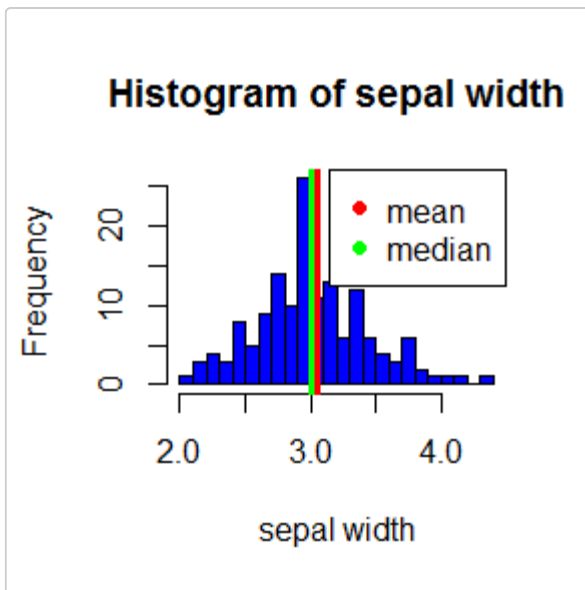 Histogram of sepal width
mean
median
Frequency
20
10
0
2.0 3.0 4.0
sepal width